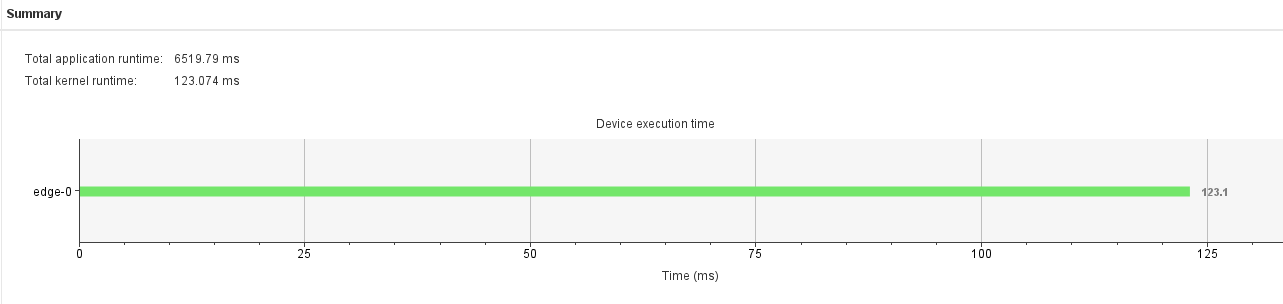 Summary
Total application runtime: 6519.79 ms
Total kernel runtime: 123.074 ms
Device execution time
edge-0
123.1
0 25 50 75 100 125
Time (ms)